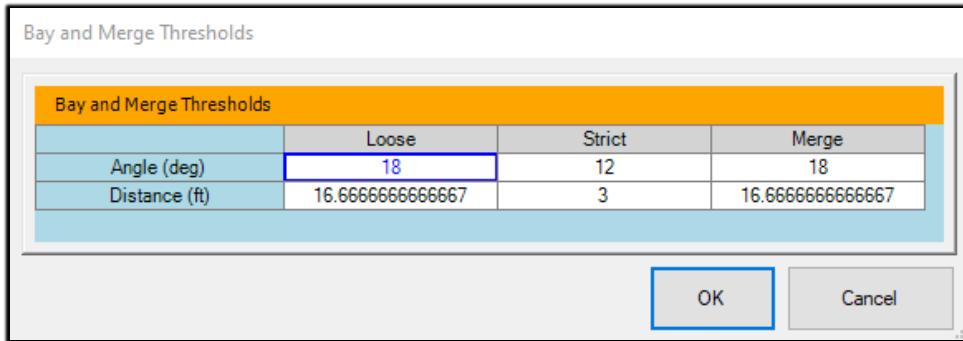 Bay and Merge Thresholds
Bay and Merge Thresholds
Loose Strict Merge
Angle (deg) 18 12 18
Distance (ft) 16.6666666666667 3 16.6666666666667
OK Cancel